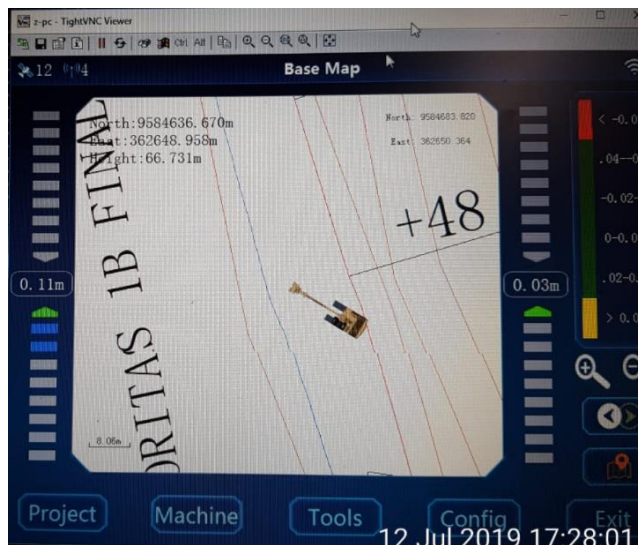 z-pc - TightVNC Viewer
Ctrl Alt
12 4
Base Map
North:9584636.670m
East:362648.958m
Height:66.731m
North: 9584683.820
East: 362650.364
ORITAS 1B FINAL
+48
0.11m
0.03m
8.06m
< -0.0
.04--0
-0.02-
0-0.0
.02-0.
> 0.0
Project
Machine
Tools
Config
Exit
12 Jul 2019 17:28:01